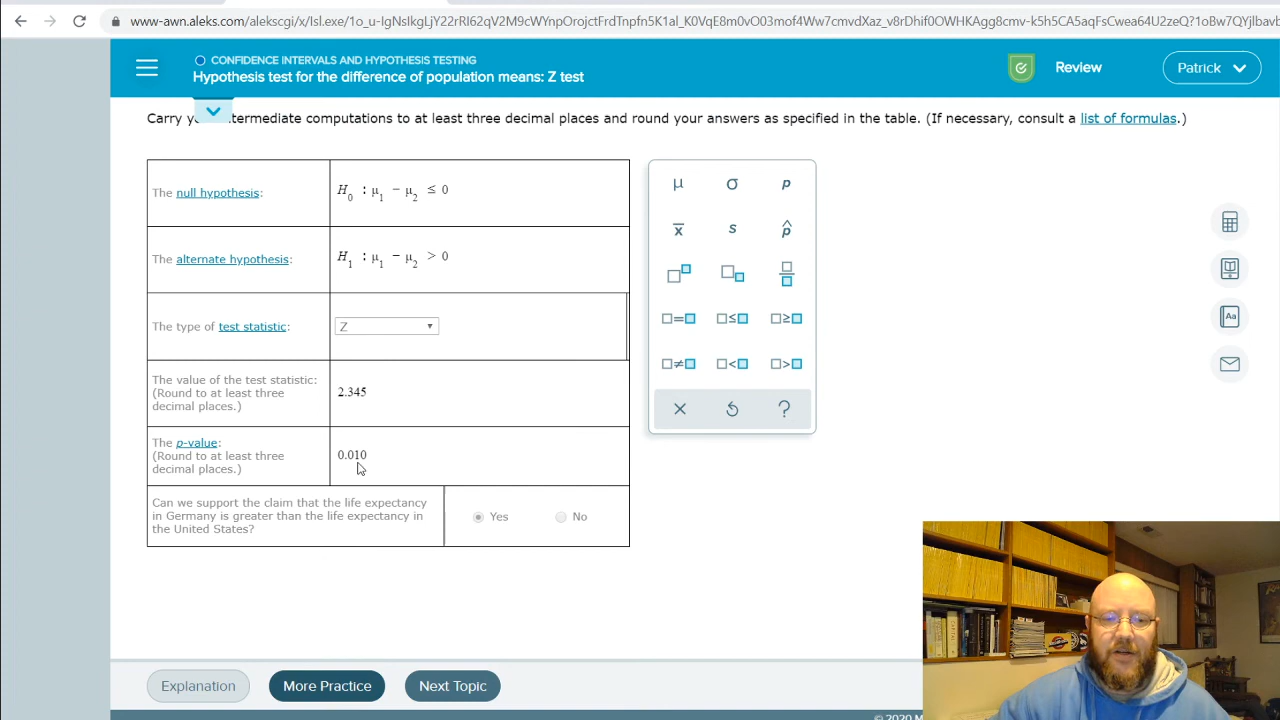 www-awn.aleks.com/alekscgi/x/Isl.exe/1o_u-
CONFIDENCE INTERVALS AND HYPOTHESIS TESTING
Hypothesis test for the difference of population means: Z test
Review
Patrick
Carry termediate computations to at least three decimal places and round your answers as specified in the table. (If necessary, consult a list of formulas.)
The null hypothesis:
H0 : μ1 − μ2 ≤ 0
The alternate hypothesis:
H1 : μ1 − μ2 > 0
The type of test statistic:
Z
The value of the test statistic:
(Round to at least three
decimal places.)
2.345
The p-value:
(Round to at least three
decimal places.)
0.010
Can we support the claim that the life expectancy
in Germany is greater than the life expectancy in
the United States?
Yes
No
μ σ p
x̄ s p̂
□=□ □≤□ □≥□
□≠□ □<□ □>□
?
Aa
Explanation
More Practice
Next Topic
© 2020 M